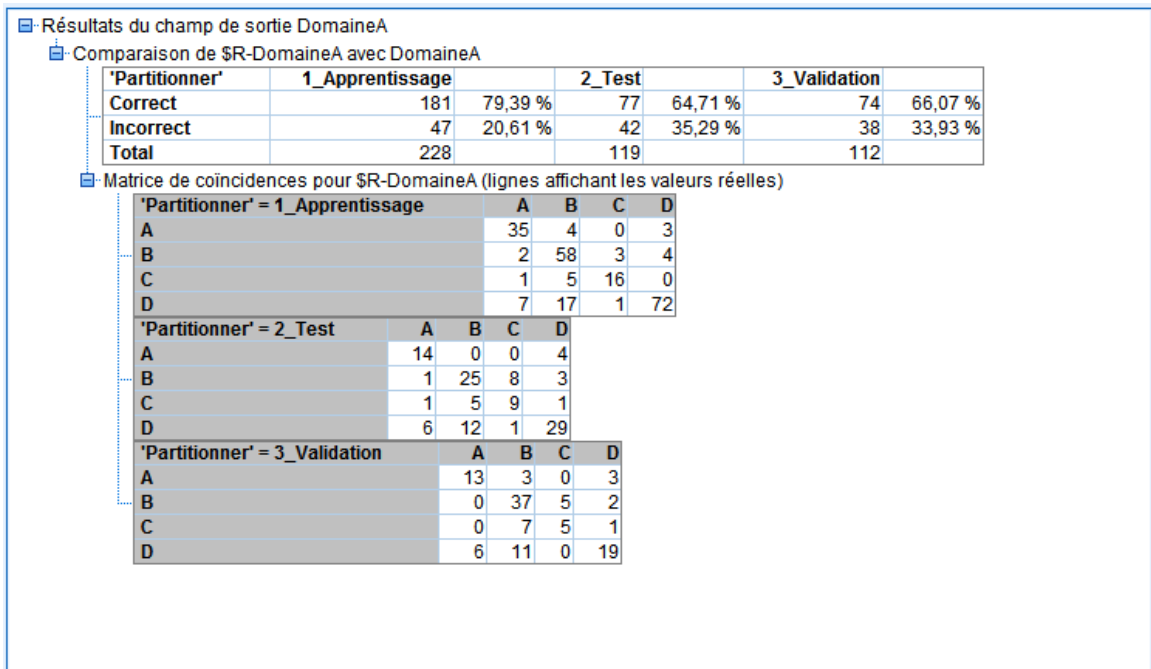 Résultats du champ de sortie DomaineA
Comparaison de $R-DomaineA avec DomaineA
'Partitionner' 1_Apprentissage 2_Test 3_Validation
Correct 181 79,39 % 77 64,71 % 74 66,07 %
Incorrect 47 20,61 % 42 35,29 % 38 33,93 %
Total 228 119 112
Matrice de coïncidences pour $R-DomaineA (lignes affichant les valeurs réelles)
'Partitionner' = 1_Apprentissage A B C D
A 35 4 0 3
B 2 58 3 4
C 1 5 16 0
D 7 17 1 72
'Partitionner' = 2_Test A B C D
A 14 0 0 4
B 1 25 8 3
C 1 5 9 1
D 6 12 1 29
'Partitionner' = 3_Validation A B C D
A 13 3 0 3
B 0 37 5 2
C 0 7 5 1
D 6 11 0 19